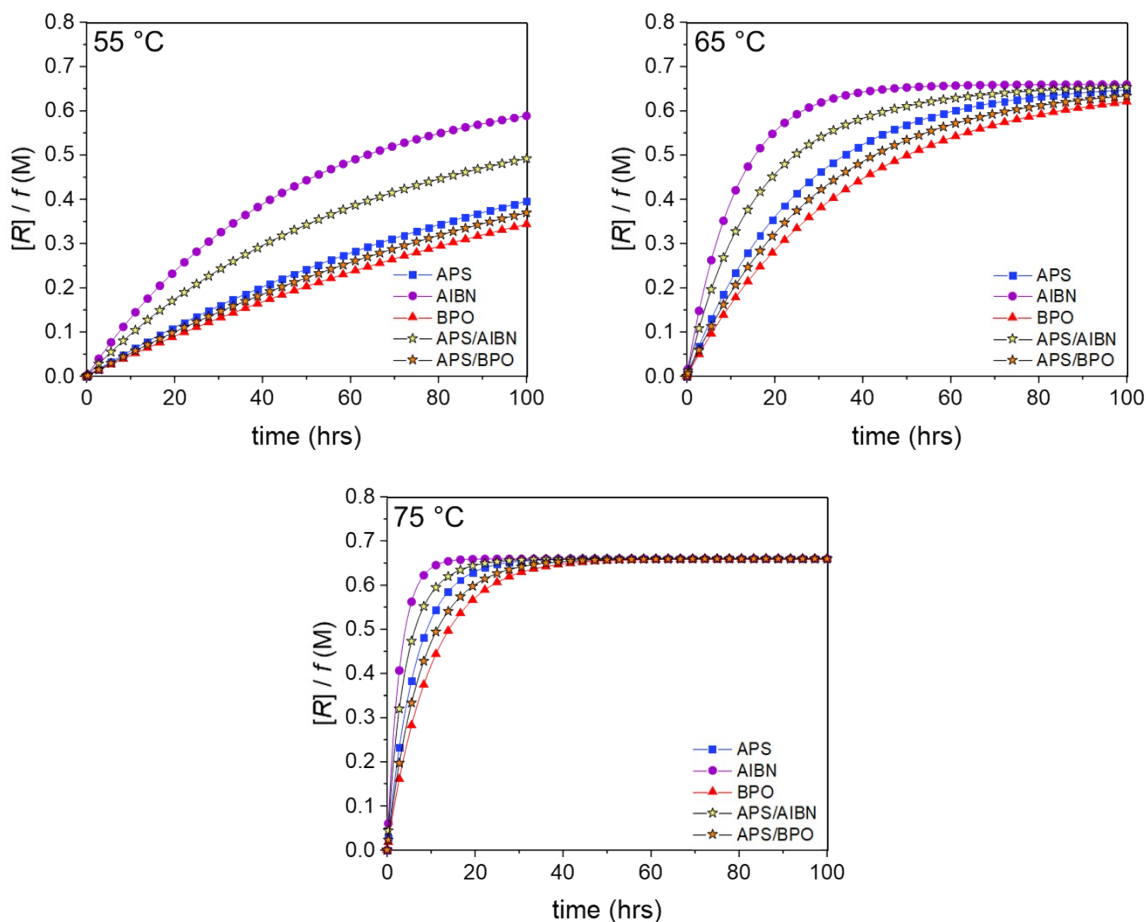 55 °C
[R] / f (M)
0.8
0.7
0.6
0.5
0.4
0.3
0.2
0.1
0.0
APS
AIBN
BPO
APS/AIBN
APS/BPO
0 20 40 60 80 100
time (hrs)
65 °C
[R] / f (M)
0.8
0.7
0.6
0.5
0.4
0.3
0.2
0.1
0.0
APS
AIBN
BPO
APS/AIBN
APS/BPO
0 20 40 60 80 100
time (hrs)
75 °C
[R] / f (M)
0.8
0.7
0.6
0.5
0.4
0.3
0.2
0.1
0.0
APS
AIBN
BPO
APS/AIBN
APS/BPO
0 20 40 60 80 100
time (hrs)